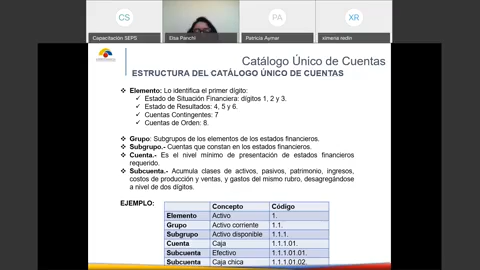 CS
PA
XR
Capacitación SEPS
Elsa Panchi
Patricia Aymar
ximena redin
Catálogo Único de Cuentas
ESTRUCTURA DEL CATÁLOGO ÚNICO DE CUENTAS
Elemento: Lo identifica el primer dígito:
Estado de Situación Financiera: dígitos 1, 2 y 3.
Estado de Resultados: 4, 5 y 6.
Cuentas Contingentes: 7
Cuentas de Orden: 8.
Grupo: Subgrupos de los elementos de los estados financieros.
Subgrupo.- Cuentas que constan en los estados financieros.
Cuenta.- Es el nivel mínimo de presentación de estados financieros
requerido.
Subcuenta.- Acumula clases de activos, pasivos, patrimonio, ingresos,
costos de producción y ventas, y gastos del mismo rubro, desagregándose
a nivel de dos dígitos.
EJEMPLO:
Concepto Código
Elemento Activo 1.
Grupo Activo corriente 1.1.
Subgrupo Activo disponible 1.1.1.
Cuenta Caja 1.1.1.01.
Subcuenta Efectivo 1.1.1.01.01.
Subcuenta Caja chica 1.1.1.01.02.